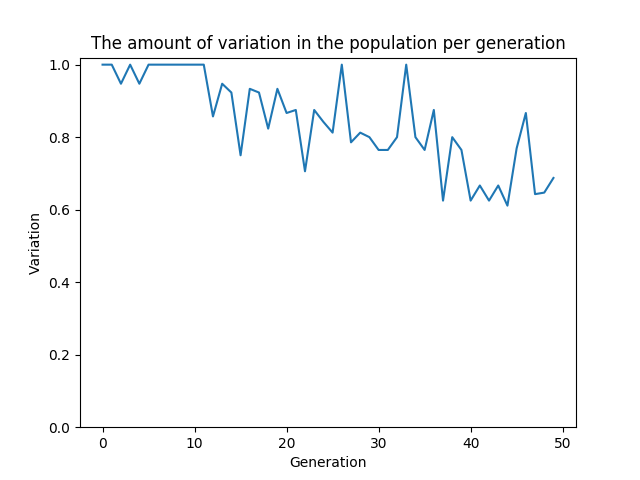 The amount of variation in the population per generation
1.0
0.8
0.6
0.4
0.2
0.0
Variation
0 10 20 30 40 50
Generation